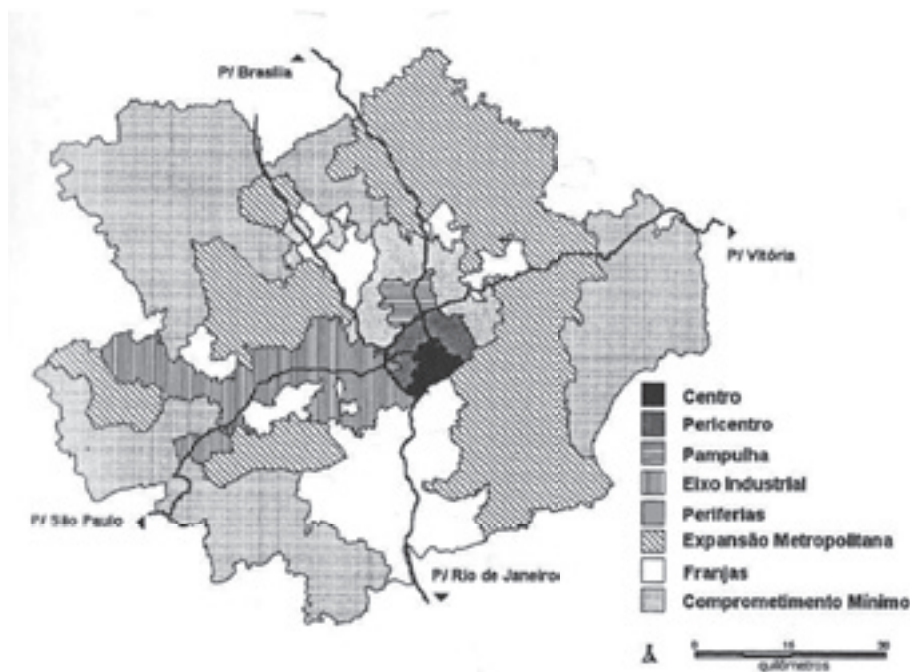 P/ Brasília
P/ Vitória
P/ São Paulo
P/ Rio de Janeiro
Centro
Pericentro
Pampulha
Eixo Industrial
Periferias
Expansão Metropolitana
Franjas
Comprometimento Mínimo
0
quilômetros